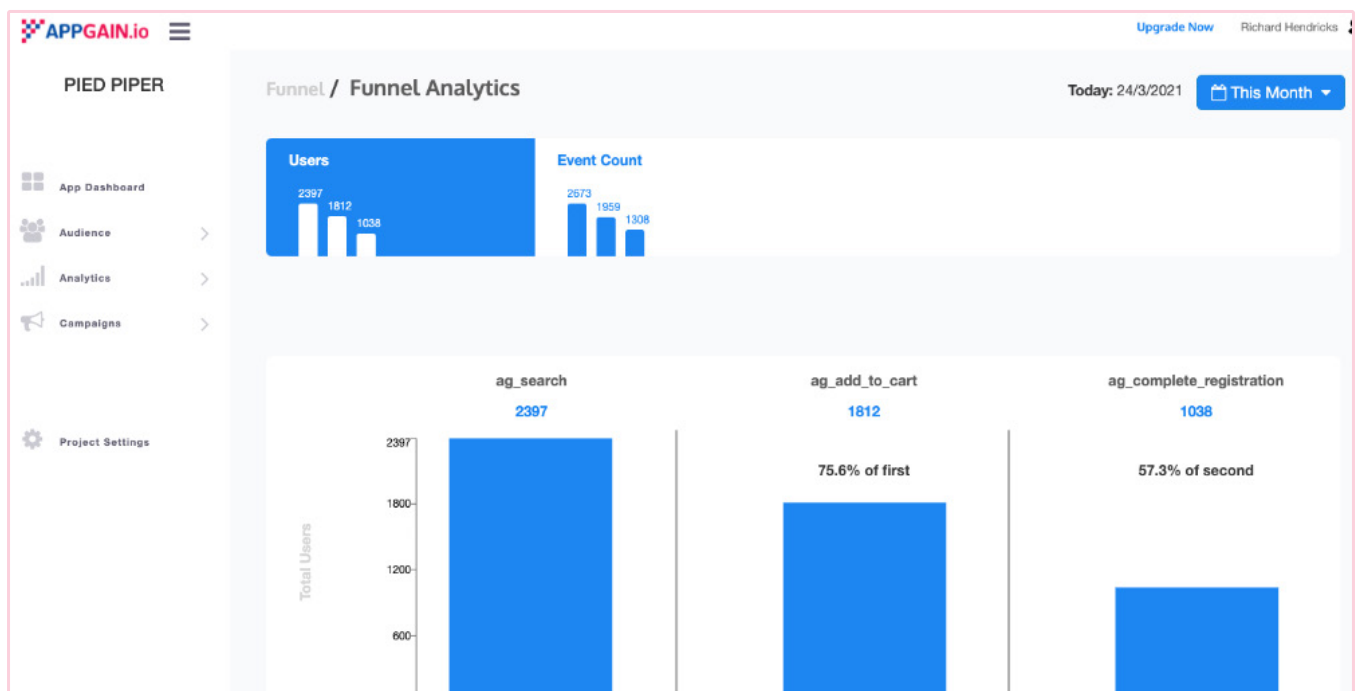 APPGAIN.io
Upgrade Now Richard Hendricks
PIED PIPER
Funnel / Funnel Analytics
Today: 24/3/2021
This Month
App Dashboard
Audience
Analytics
Campaigns
Project Settings
Users
2397
1812
1038
Event Count
2673
1959
1308
ag_search
2397
ag_add_to_cart
1812
75.6% of first
ag_complete_registration
1038
57.3% of second
Total Users
2397
1800
1200
600